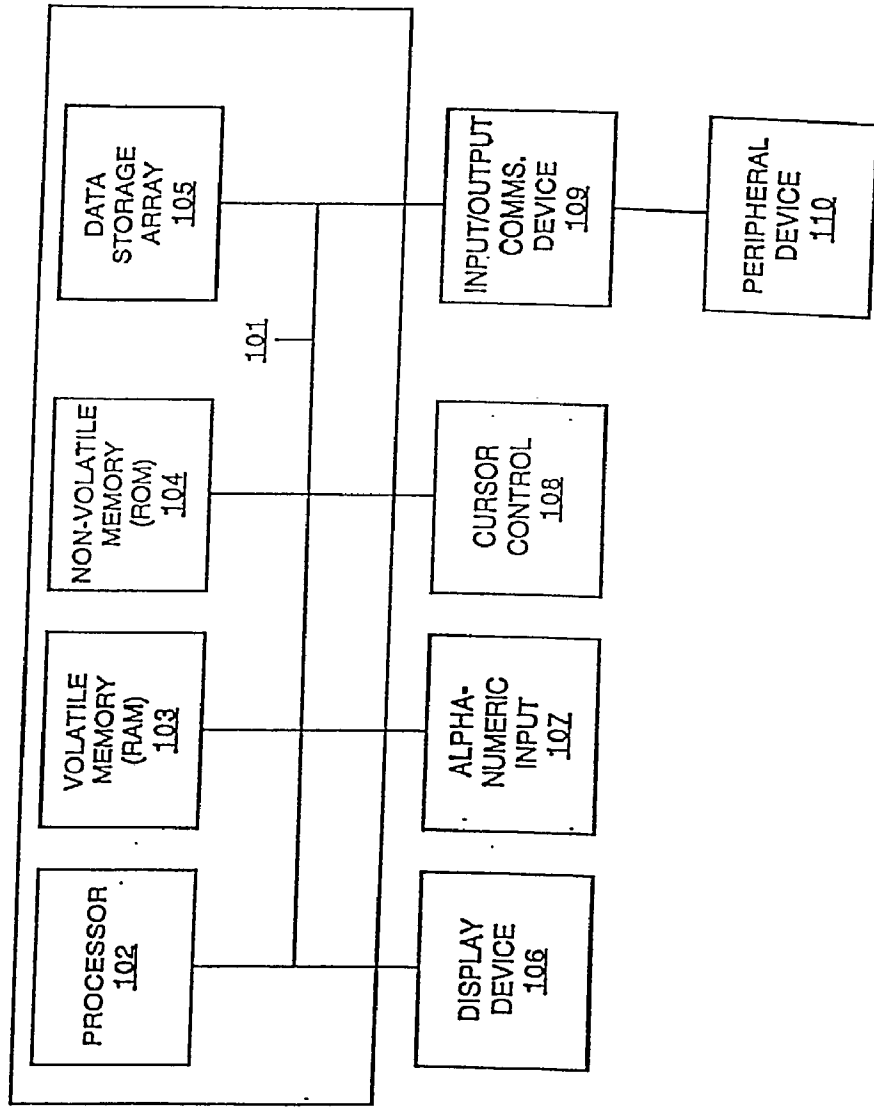 PROCESSOR
102
VOLATILE
MEMORY
(RAM)
103
NON-VOLATILE
MEMORY
(ROM)
104
DATA
STORAGE
ARRAY
105
101
DISPLAY
DEVICE
106
ALPHA-
NUMERIC
INPUT
107
CURSOR
CONTROL
108
INPUT/OUTPUT
COMMS.
DEVICE
109
PERIPHERAL
DEVICE
110